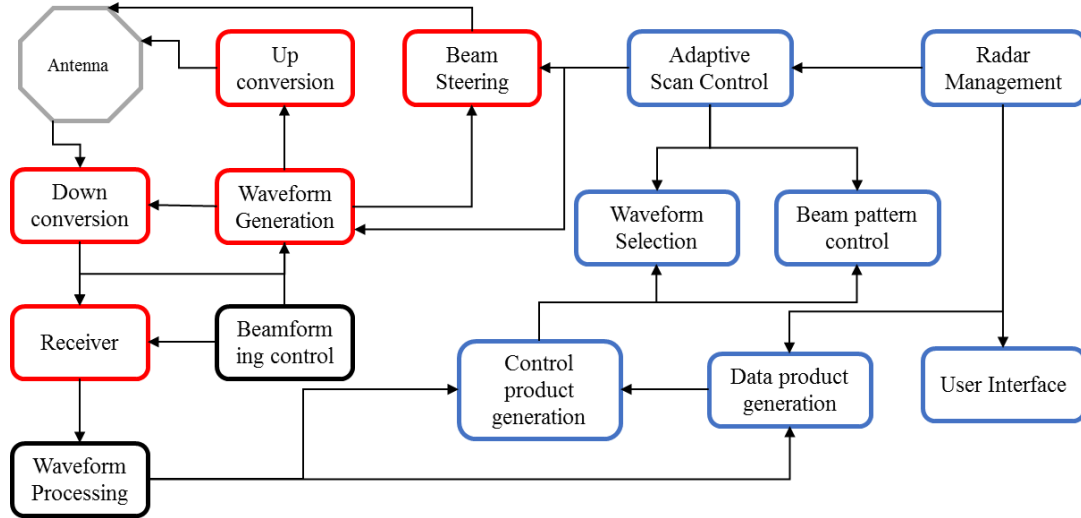 Antenna
Up
conversion
Beam
Steering
Adaptive
Scan Control
Radar
Management
Down
conversion
Waveform
Generation
Waveform
Selection
Beam pattern
control
Receiver
Beamform
ing control
Control
product
generation
Data product
generation
User Interface
Waveform
Processing